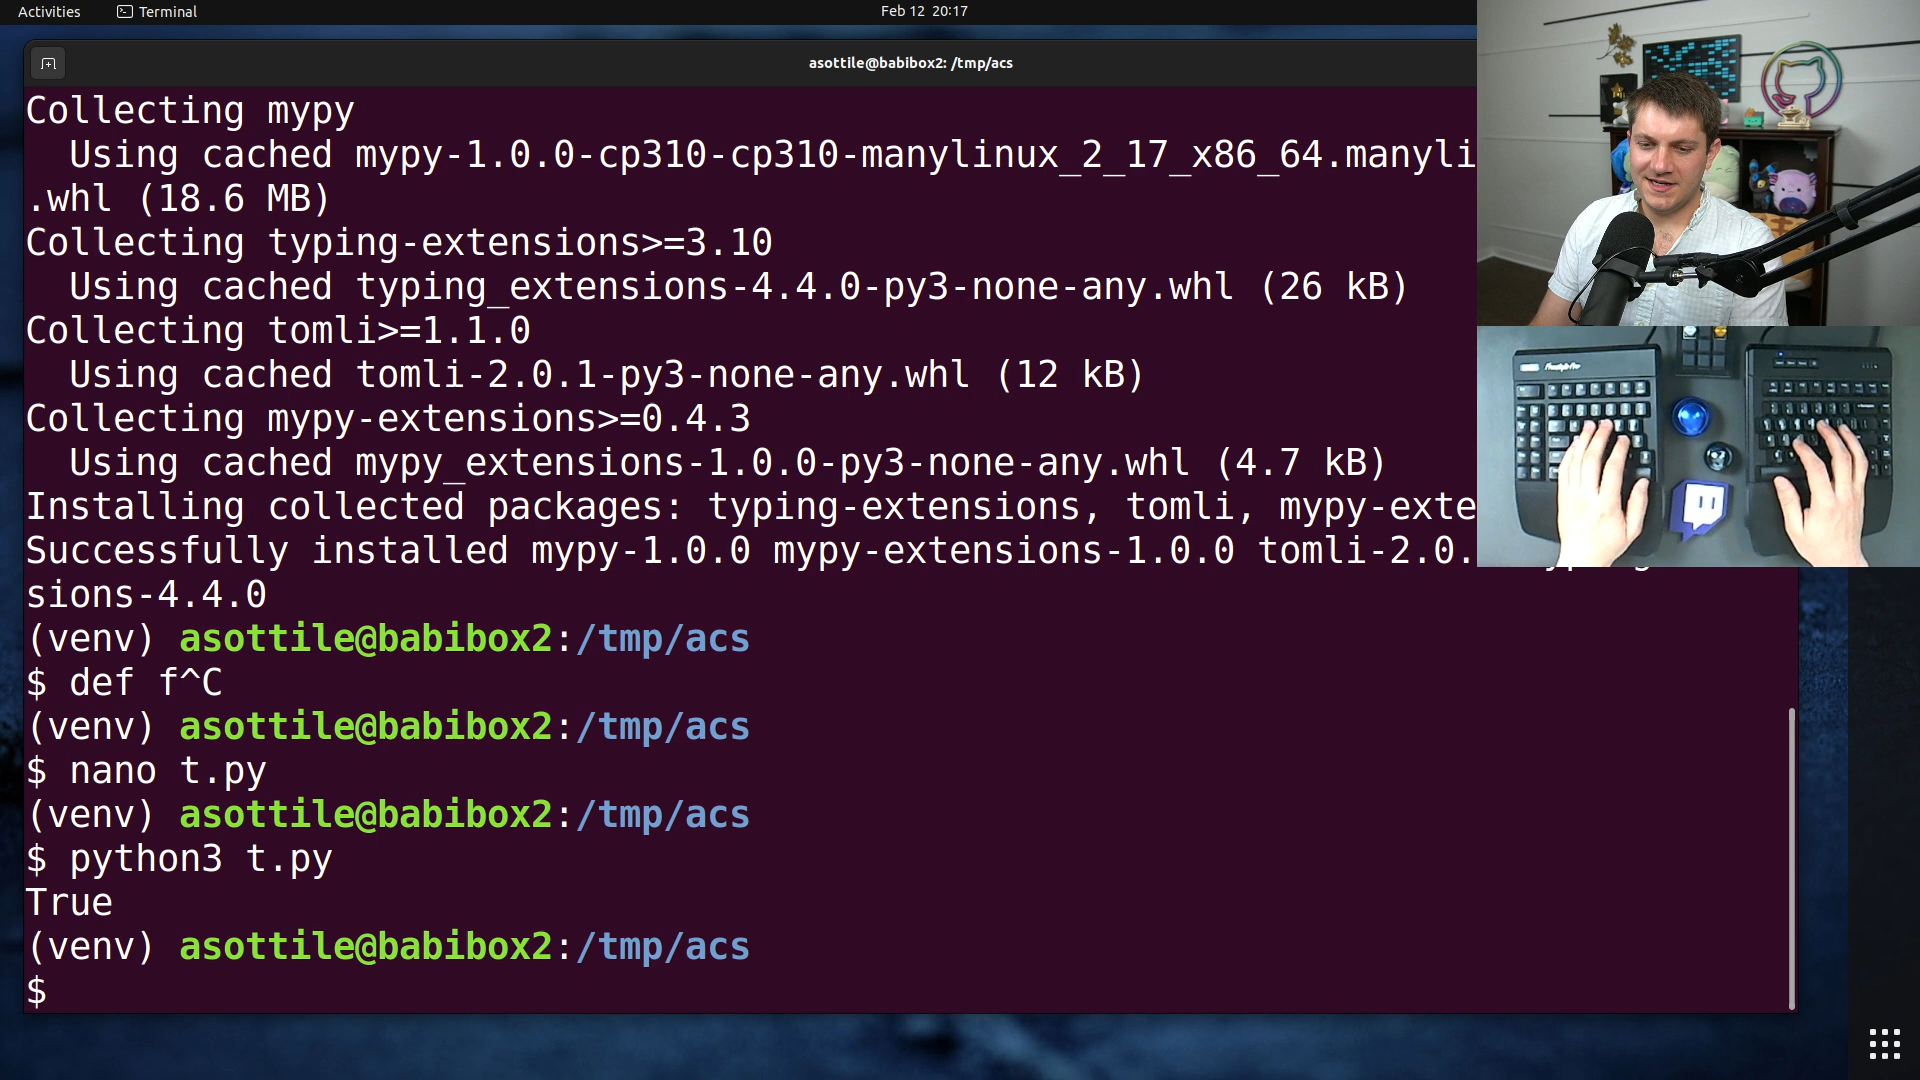 Activities
Terminal
Feb 12 20:17
asottile@babibox2: /tmp/acs
Collecting mypy
Using cached mypy-1.0.0-cp310-cp310-manylinux_2_17_x86_64.manyli
.whl (18.6 MB)
Collecting typing-extensions>=3.10
Using cached typing_extensions-4.4.0-py3-none-any.whl (26 kB)
Collecting tomli>=1.1.0
Using cached tomli-2.0.1-py3-none-any.whl (12 kB)
Collecting mypy-extensions>=0.4.3
Using cached mypy_extensions-1.0.0-py3-none-any.whl (4.7 kB)
Installing collected packages: typing-extensions, tomli, mypy-exte
Successfully installed mypy-1.0.0 mypy-extensions-1.0.0 tomli-2.0.
sions-4.4.0
(venv) asottile@babibox2:/tmp/acs
$ def f^C
(venv) asottile@babibox2:/tmp/acs
$ nano t.py
(venv) asottile@babibox2:/tmp/acs
$ python3 t.py
True
(venv) asottile@babibox2:/tmp/acs
$